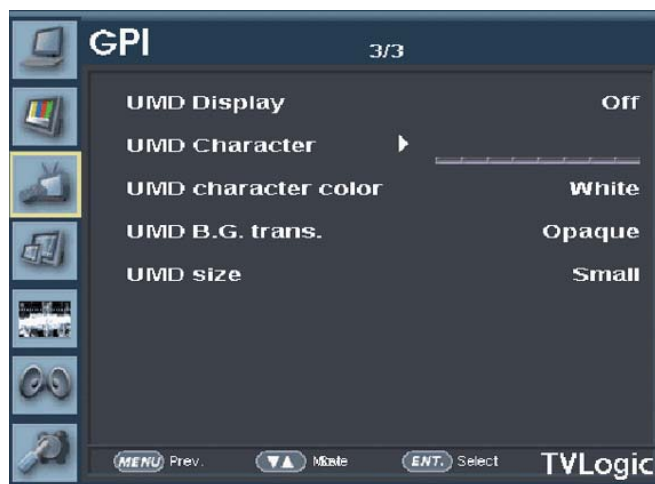 GPI 3/3
UMD Display Off
UMD Character
UMD character color White
UMD B.G. trans. Opaque
UMD size Small
MENU Prev. ▼▲ ENT. Select TVLogic